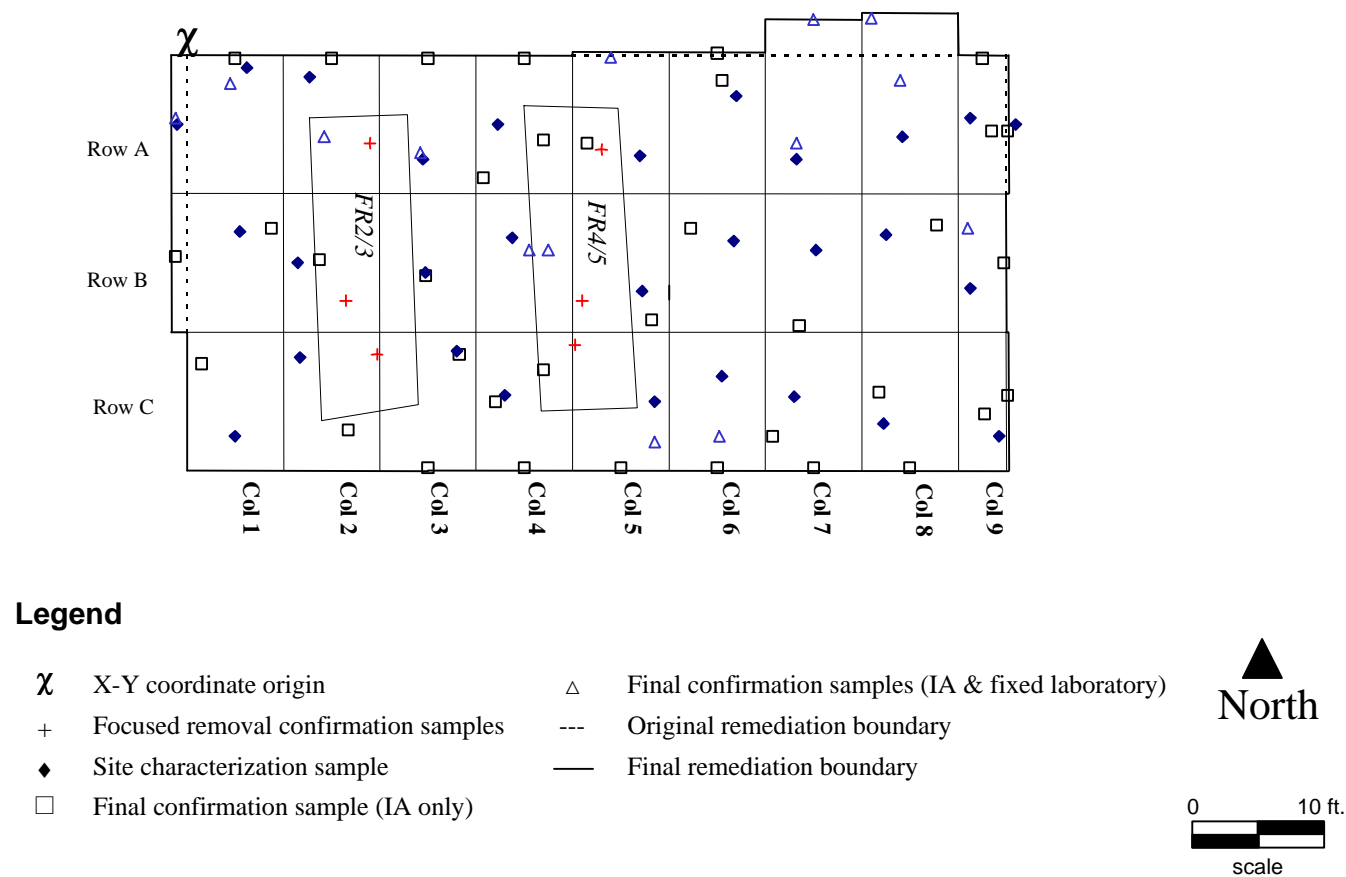 χ
Row A
Row B
Row C
FR2/3
FR4/5
Col 1
Col 2
Col 3
Col 4
Col 5
Col 6
Col 7
Col 8
Col 9
Legend
χ X-Y coordinate origin
+ Focused removal confirmation samples
♦ Site characterization sample
□ Final confirmation sample (IA only)
△ Final confirmation samples (IA & fixed laboratory)
--- Original remediation boundary
— Final remediation boundary
North
0 10 ft.
scale